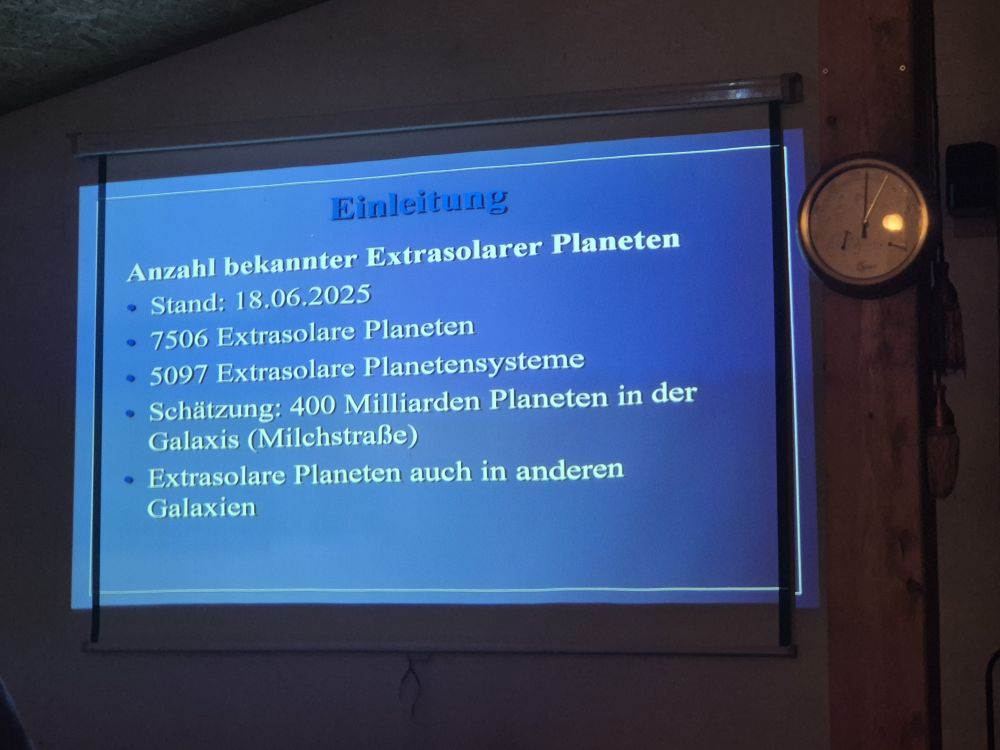 Einleitung
Anzahl bekannter Extrasolarer Planeten
• Stand: 18.06.2025
• 7506 Extrasolare Planeten
• 5097 Extrasolare Planetensysteme
• Schätzung: 400 Milliarden Planeten in der
Galaxis (Milchstraße)
• Extrasolare Planeten auch in anderen
Galaxien